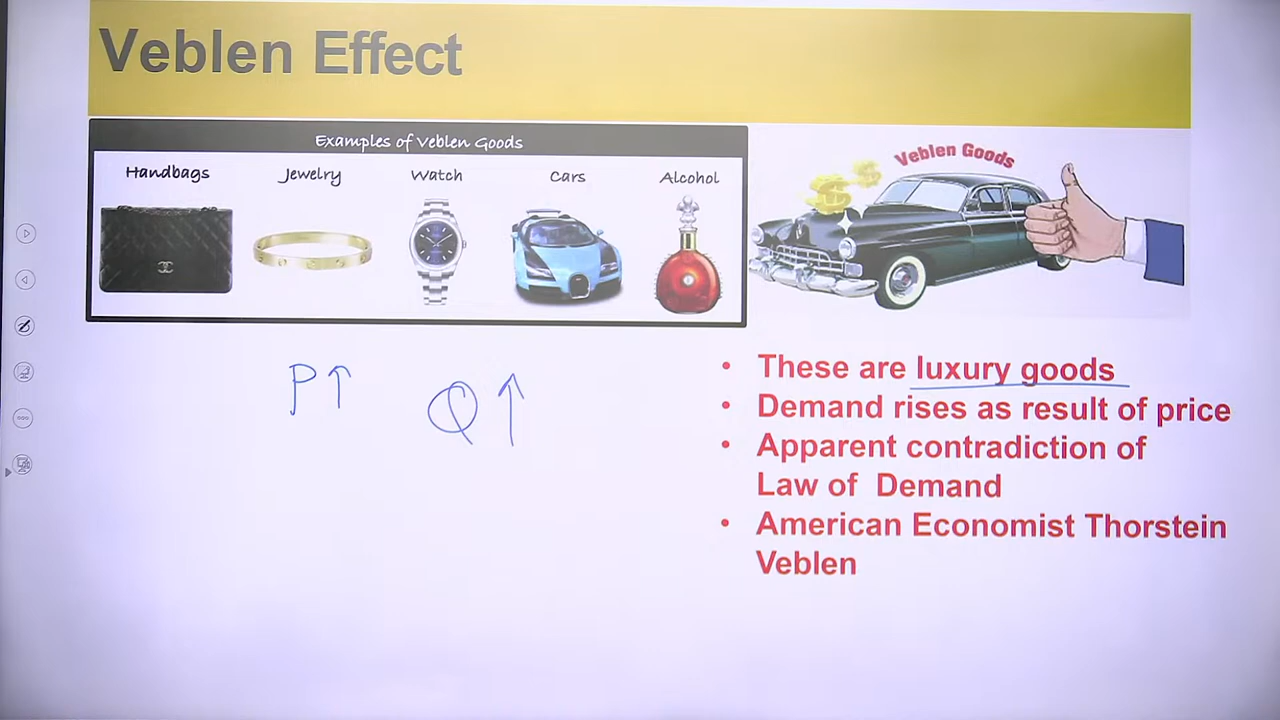 Veblen Effect
Examples of Veblen Goods
Handbags
Jewelry
Watch
Cars
Alcohol
Veblen Goods
P↑
Q↑
• These are luxury goods
• Demand rises as result of price
• Apparent contradiction of
Law of Demand
• American Economist Thorstein
Veblen